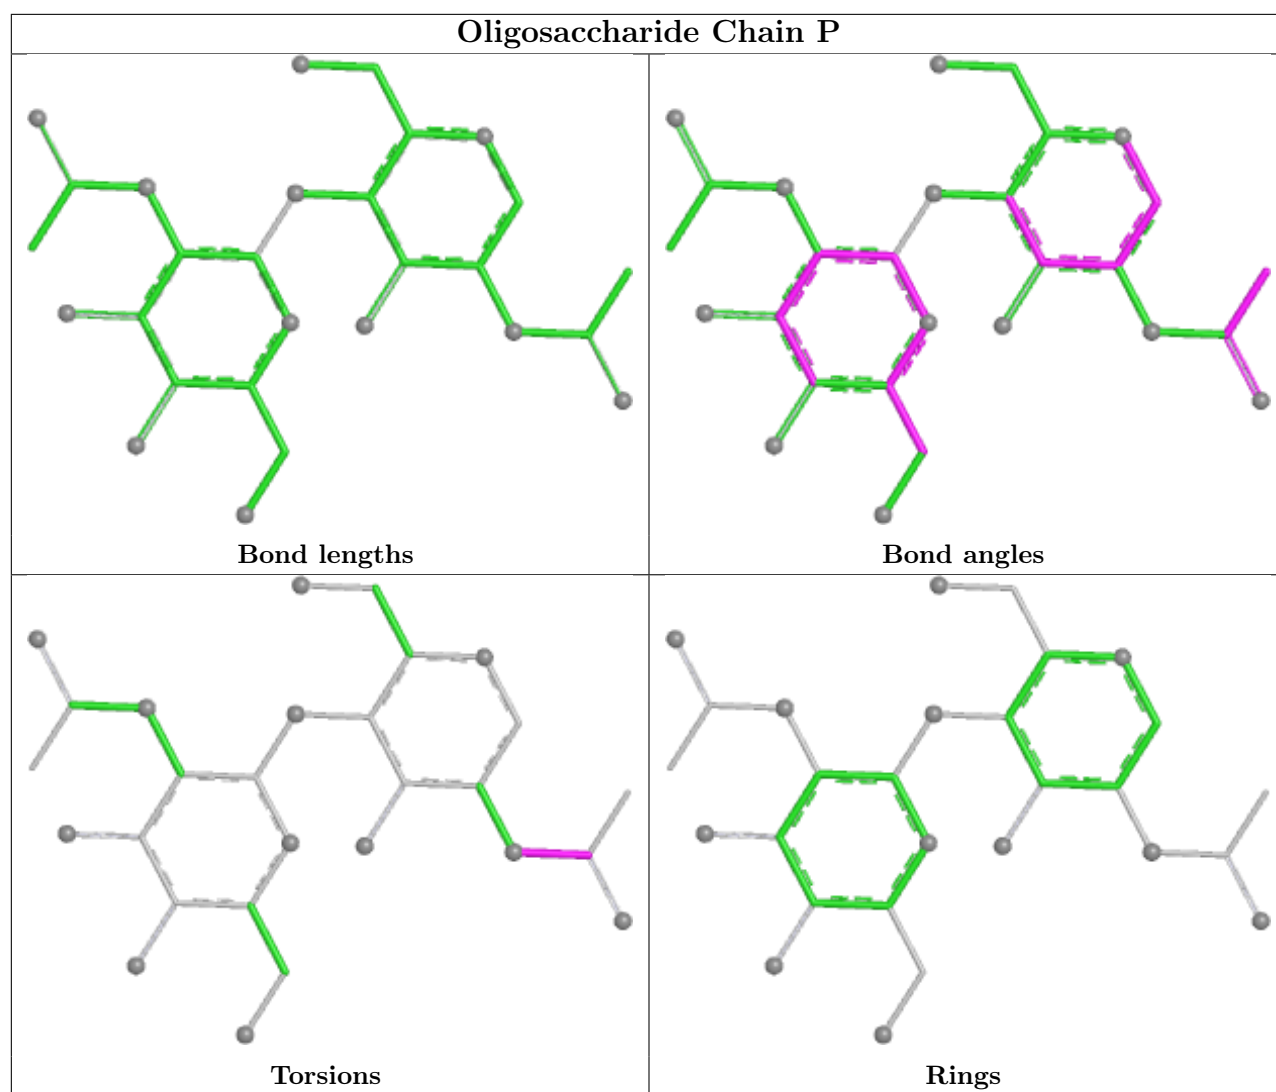 Oligosaccharide Chain P
Bond lengths
Bond angles
Torsions
Rings